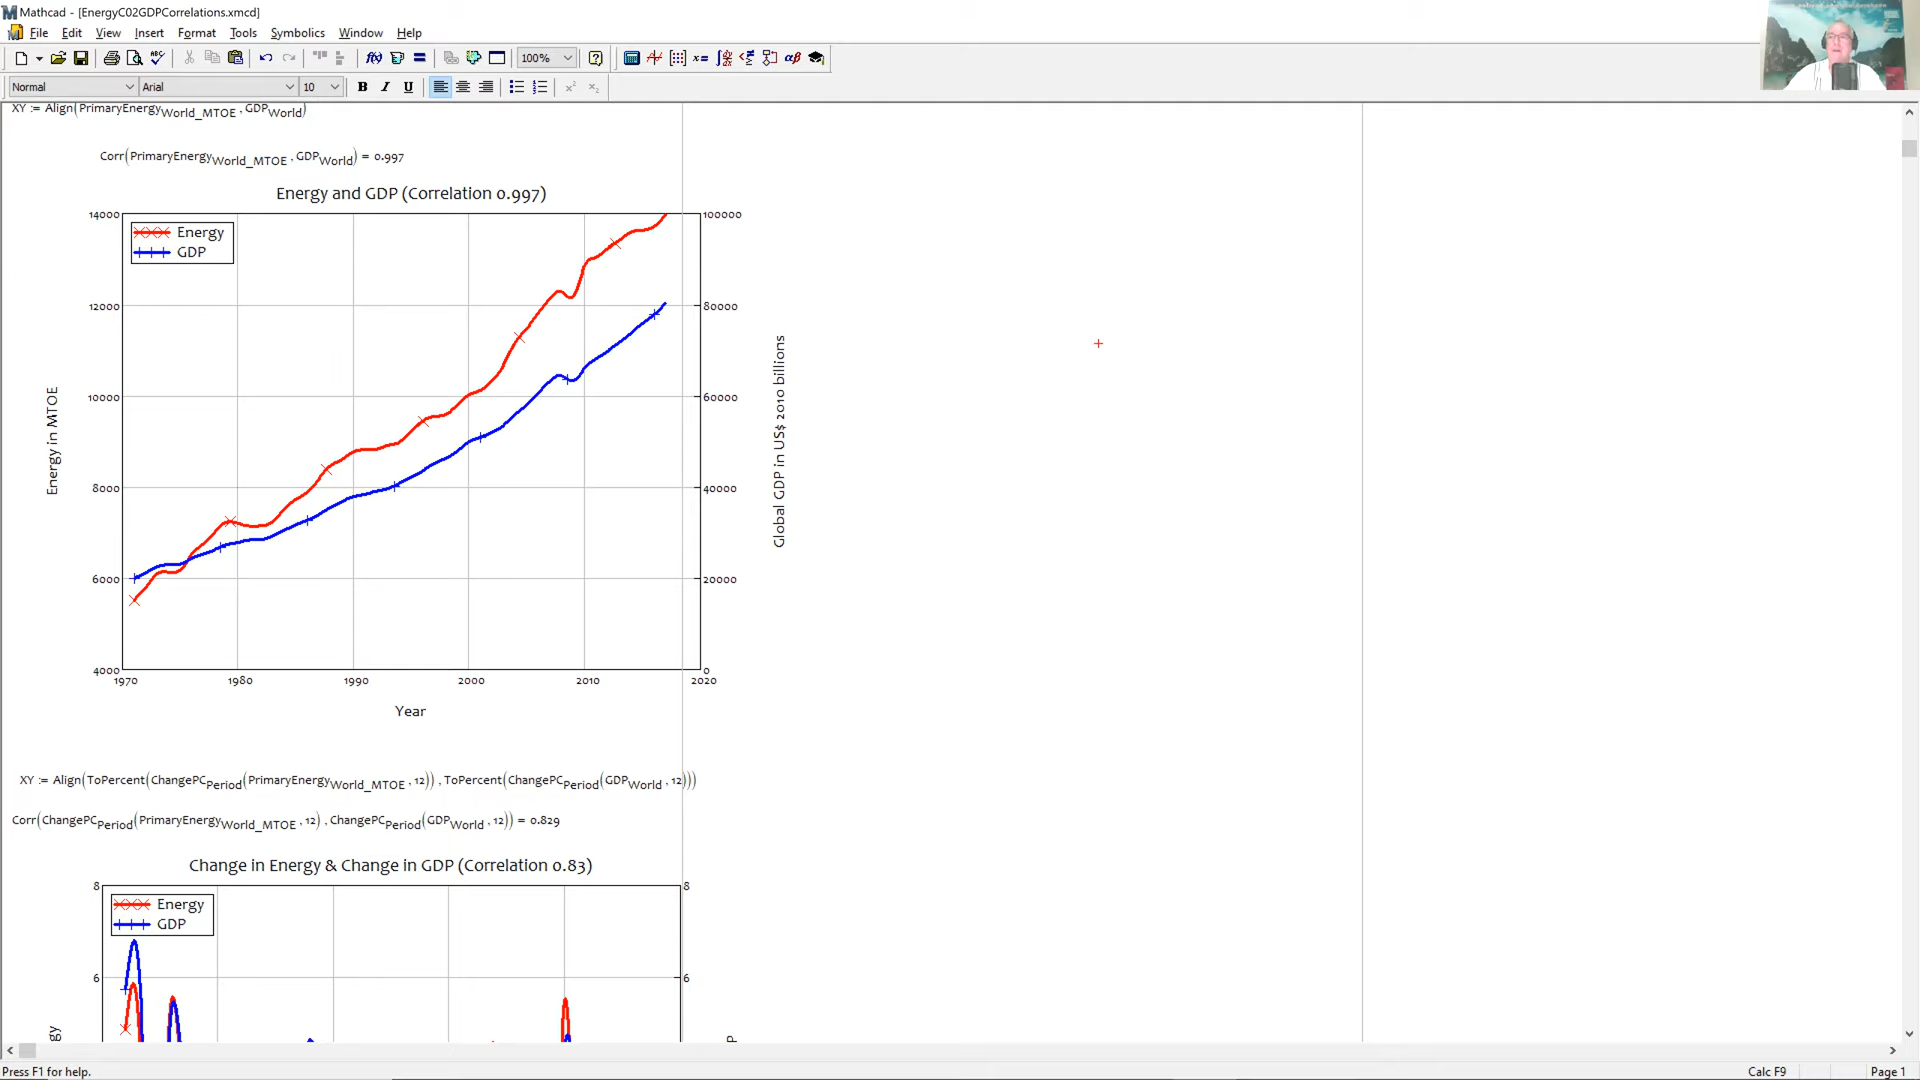 Mathcad - [EnergyC02GDPCorrelations.xmcd]
File Edit View Insert Format Tools Symbolics Window Help
100%
Normal Arial 10 B I U
XY := Align(PrimaryEnergyWorld_MTOE , GDPWorld)
Corr(PrimaryEnergyWorld_MTOE , GDPWorld) = 0.997
Energy and GDP (Correlation 0.997)
14000 100000
Energy
GDP
12000 80000
10000 60000
8000 40000
6000 20000
4000 0
1970 1980 1990 2000 2010 2020
Energy in MTOE
Global GDP in US$ 2010 billions
Year
XY := Align(ToPercent(ChangePCPeriod(PrimaryEnergyWorld_MTOE , 12)) , ToPercent(ChangePCPeriod(GDPWorld , 12)))
Corr(ChangePCPeriod(PrimaryEnergyWorld_MTOE , 12) , ChangePCPeriod(GDPWorld , 12)) = 0.829
Change in Energy & Change in GDP (Correlation 0.83)
8 8
Energy
GDP
6 6
Press F1 for help.
Calc F9 Page 1